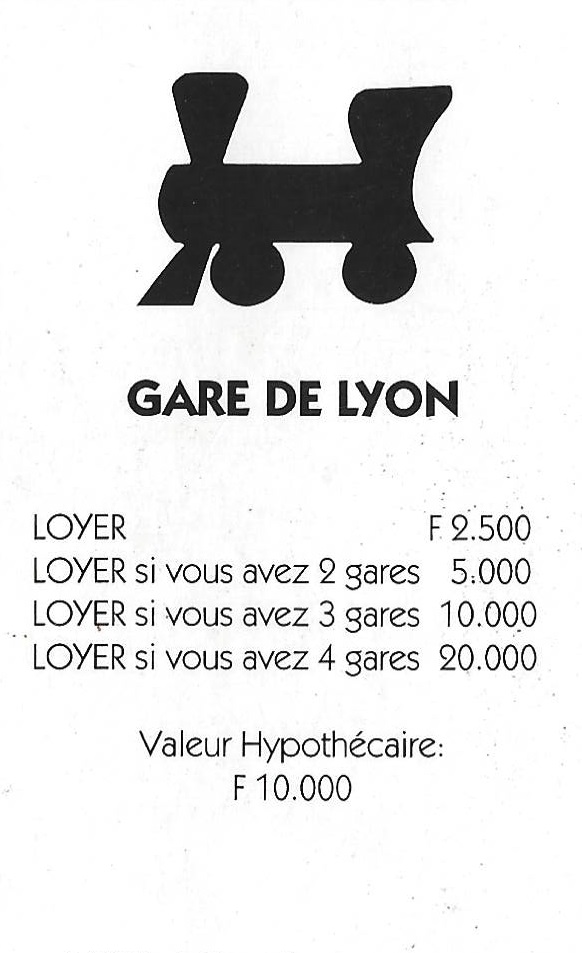 GARE DE LYON
LOYER F 2.500
LOYER si vous avez 2 gares 5.000
LOYER si vous avez 3 gares 10.000
LOYER si vous avez 4 gares 20.000
Valeur Hypothécaire:
F 10.000